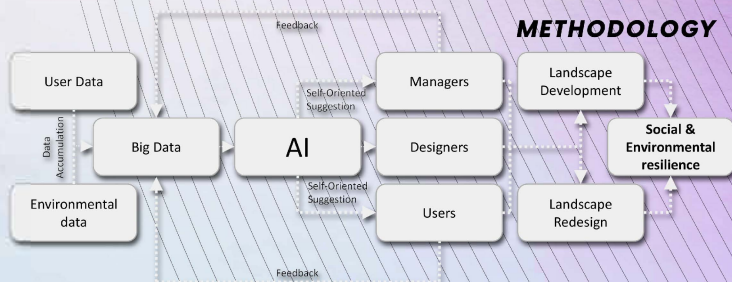 METHODOLOGY
Feedback
User Data
Managers
Landscape
Development
Self-Oriented
Suggestion
Data
Accumulation
Big Data
AI
Designers
Social &
Environmental
resilience
Self-Oriented
Suggestion
Environmental
data
Users
Landscape
Redesign
Feedback